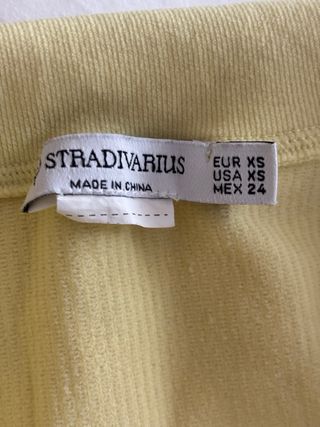 STRADIVARIUS
MADE IN CHINA
EUR XS
USA XS
MEX 24